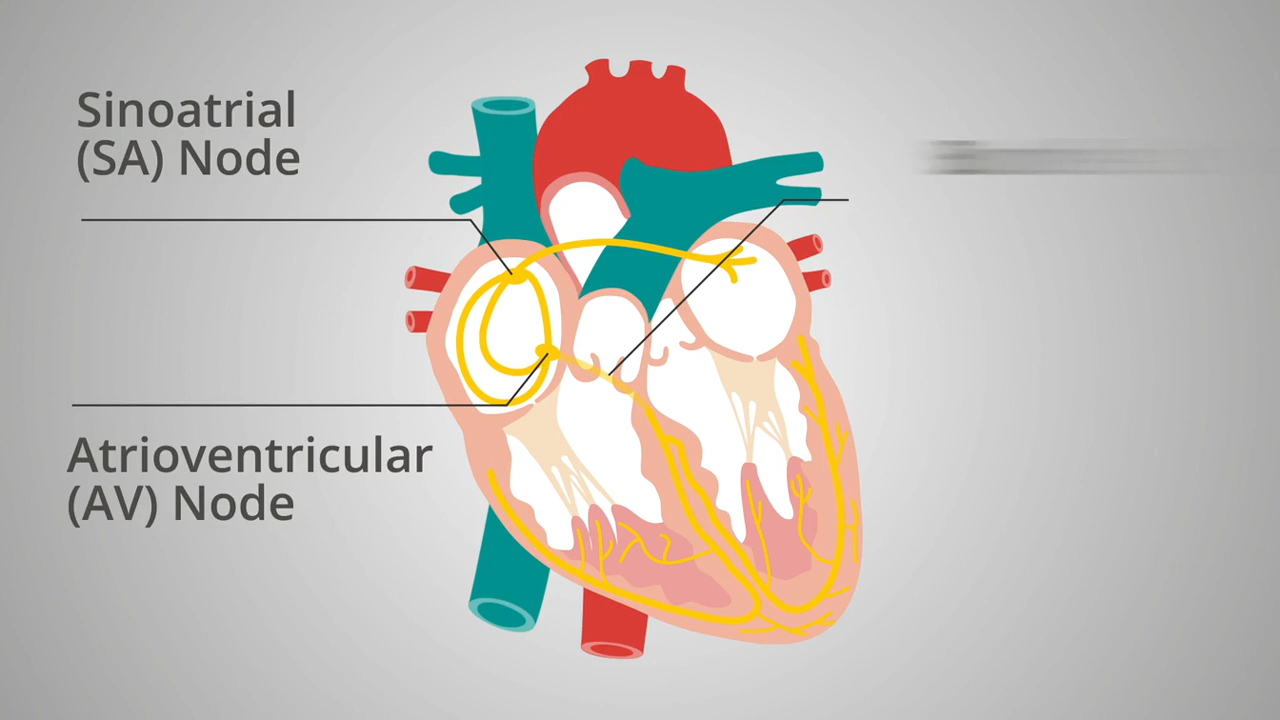 Sinoatrial
(SA) Node
Atrioventricular
(AV) Node